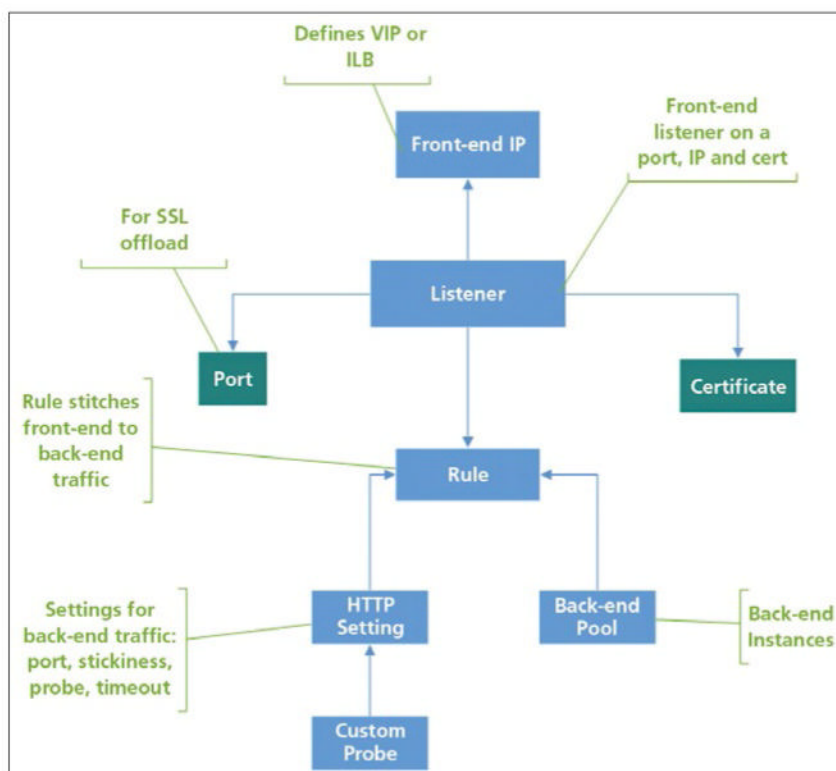 Defines VIP or
ILB
Front-end IP
Front-end
listener on a
port, IP and cert
For SSL
offload
Listener
Port
Certificate
Rule stitches
front-end to
back-end
traffic
Rule
Settings for
back-end traffic:
port, stickiness,
probe, timeout
HTTP
Setting
Back-end
Pool
Back-end
Instances
Custom
Probe